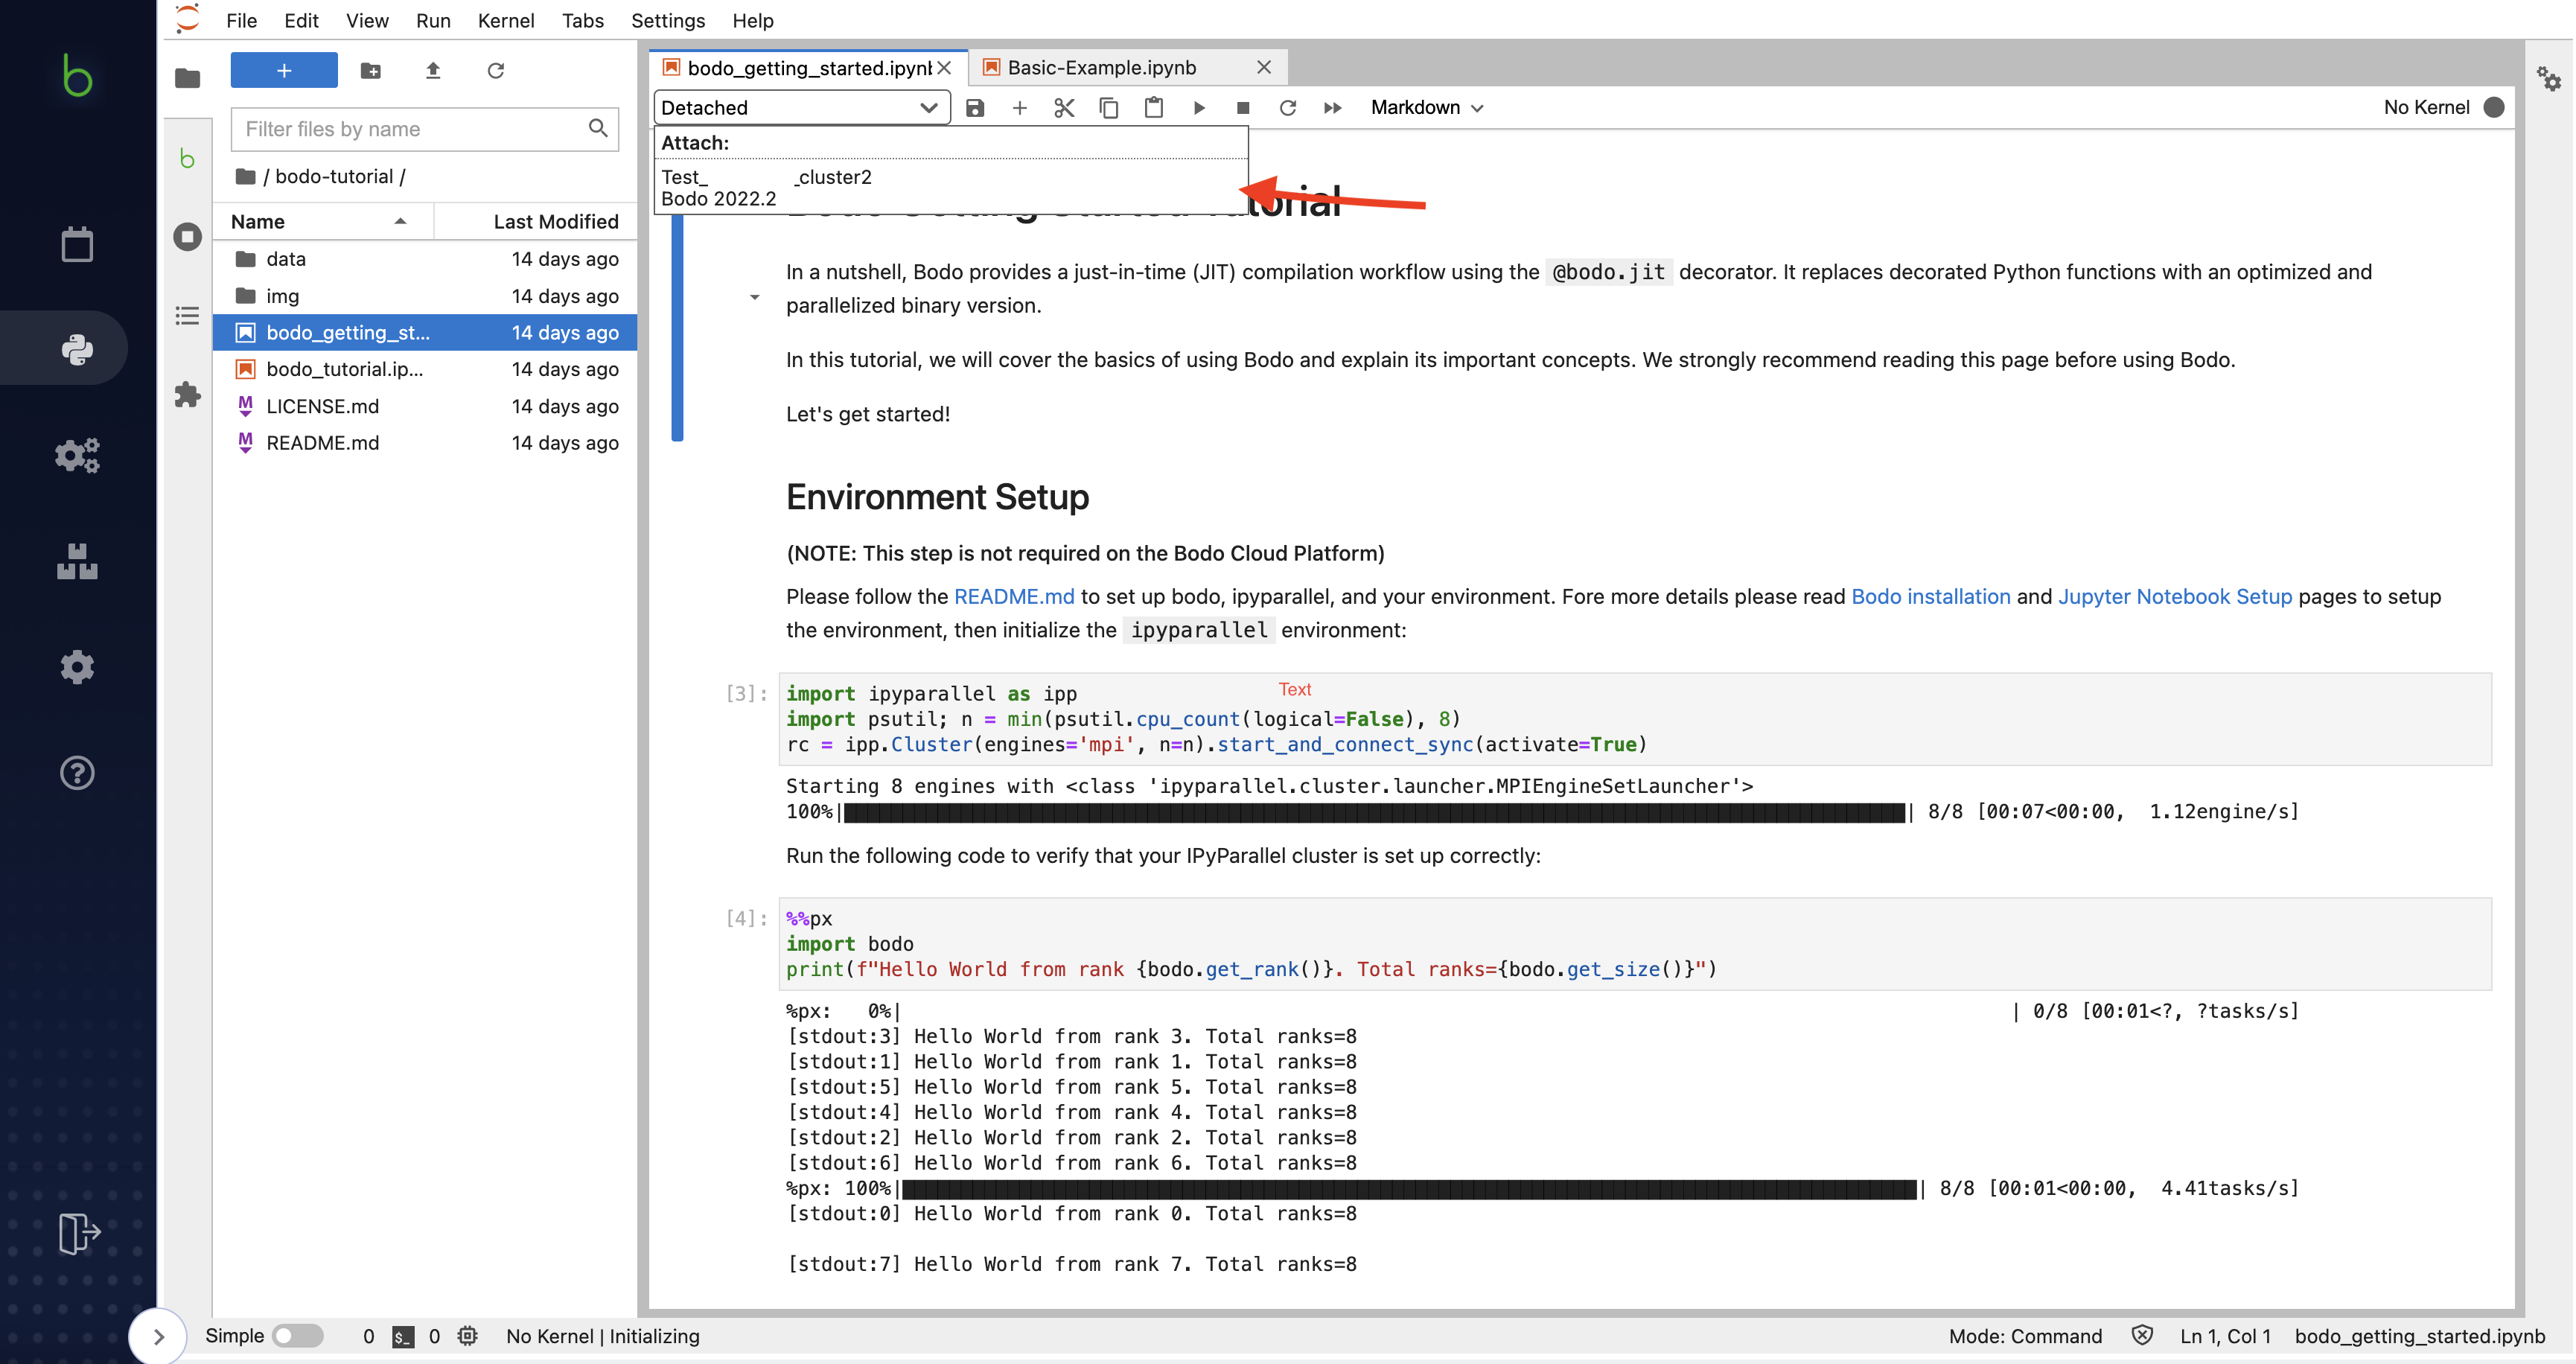 File Edit View Run Kernel Tabs Settings Help
Filter files by name
/ bodo-tutorial /
Name Last Modified
data 14 days ago
img 14 days ago
bodo_getting_st... 14 days ago
bodo_tutorial.ip... 14 days ago
LICENSE.md 14 days ago
README.md 14 days ago
bodo_getting_started.ipynb Basic-Example.ipynb
Detached Markdown No Kernel
Attach:
Test_ _cluster2
Bodo 2022.2
Bodo Getting Started Tutorial
In a nutshell, Bodo provides a just-in-time (JIT) compilation workflow using the @bodo.jit decorator. It replaces decorated Python functions with an optimized and
parallelized binary version.
In this tutorial, we will cover the basics of using Bodo and explain its important concepts. We strongly recommend reading this page before using Bodo.
Let's get started!
Environment Setup
(NOTE: This step is not required on the Bodo Cloud Platform)
Please follow the README.md to set up bodo, ipyparallel, and your environment. Fore more details please read Bodo installation and Jupyter Notebook Setup pages to setup
the environment, then initialize the ipyparallel environment:
Text
[3]: import ipyparallel as ipp
import psutil; n = min(psutil.cpu_count(logical=False), 8)
rc = ipp.Cluster(engines='mpi', n=n).start_and_connect_sync(activate=True)
Starting 8 engines with <class 'ipyparallel.cluster.launcher.MPIEngineSetLauncher'>
100%| | 8/8 [00:07<00:00, 1.12engine/s]
Run the following code to verify that your IPyParallel cluster is set up correctly:
[4]: %%px
import bodo
print(f"Hello World from rank {bodo.get_rank()}. Total ranks={bodo.get_size()}")
%px: 0%| | 0/8 [00:01<?, ?tasks/s]
[stdout:3] Hello World from rank 3. Total ranks=8
[stdout:1] Hello World from rank 1. Total ranks=8
[stdout:5] Hello World from rank 5. Total ranks=8
[stdout:4] Hello World from rank 4. Total ranks=8
[stdout:2] Hello World from rank 2. Total ranks=8
[stdout:6] Hello World from rank 6. Total ranks=8
%px: 100%| | 8/8 [00:01<00:00, 4.41tasks/s]
[stdout:0] Hello World from rank 0. Total ranks=8
[stdout:7] Hello World from rank 7. Total ranks=8
Simple 0 $_ 0 No Kernel | Initializing Mode: Command Ln 1, Col 1 bodo_getting_started.ipynb